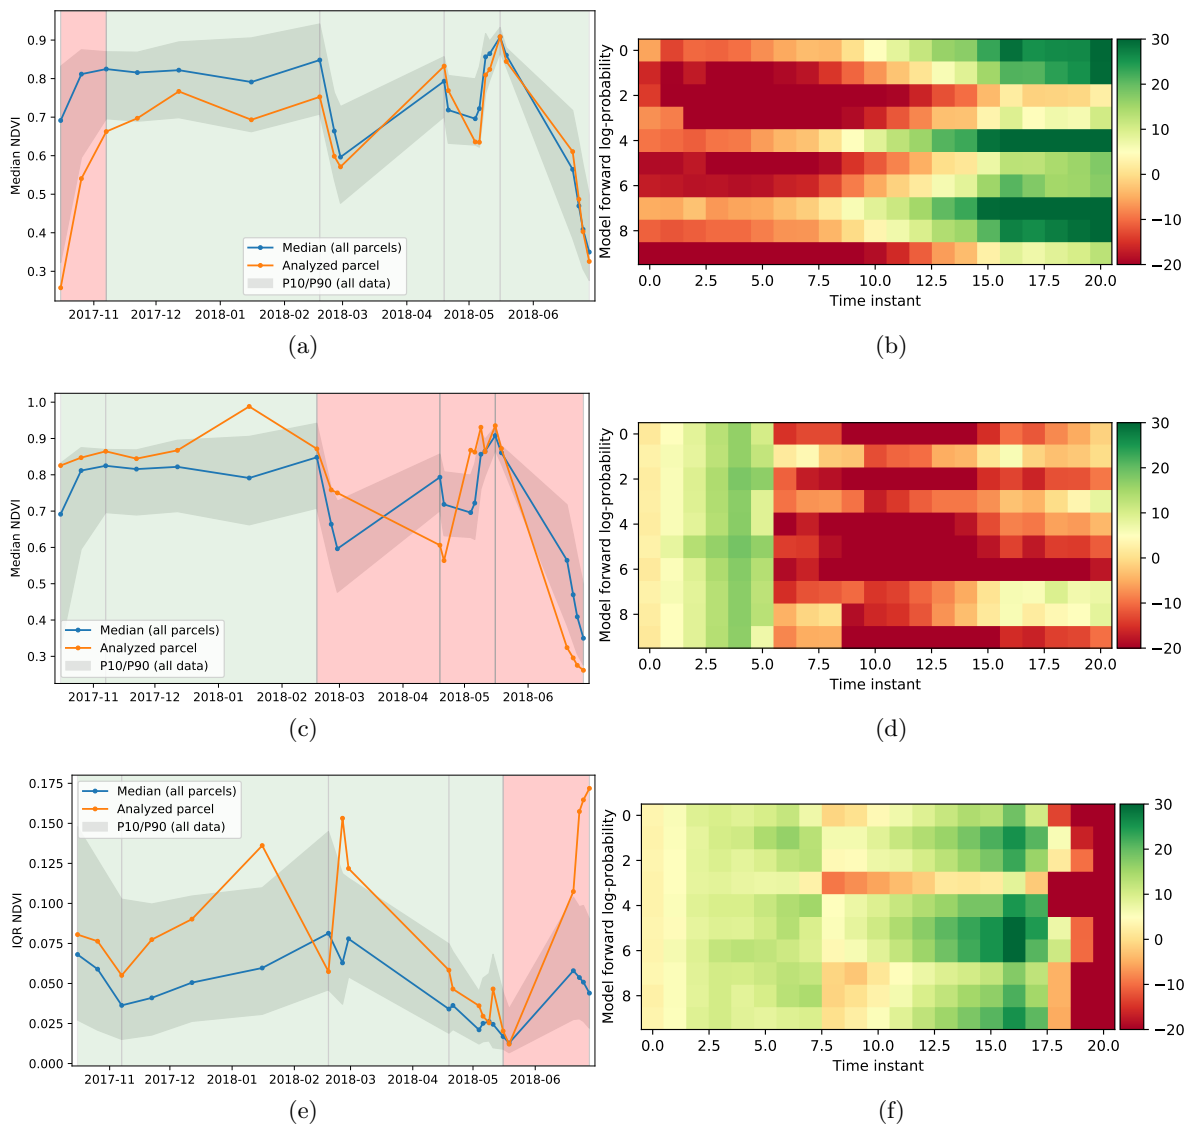 Median NDVI
0.9
0.8
0.7
0.6
0.5
0.4
0.3
Median (all parcels)
Analyzed parcel
P10/P90 (all data)
2017-11 2017-12 2018-01 2018-02 2018-03 2018-04 2018-05 2018-06
(a)
Model forward log-probability
0
2
4
6
8
0.0 2.5 5.0 7.5 10.0 12.5 15.0 17.5 20.0
Time instant
30
20
10
0
−10
−20
(b)
Median NDVI
1.0
0.9
0.8
0.7
0.6
0.5
0.4
0.3
Median (all parcels)
Analyzed parcel
P10/P90 (all data)
2017-11 2017-12 2018-01 2018-02 2018-03 2018-04 2018-05 2018-06
(c)
Model forward log-probability
0
2
4
6
8
0.0 2.5 5.0 7.5 10.0 12.5 15.0 17.5 20.0
Time instant
30
20
10
0
−10
−20
(d)
IQR NDVI
0.175
0.150
0.125
0.100
0.075
0.050
0.025
0.000
Median (all parcels)
Analyzed parcel
P10/P90 (all data)
2017-11 2017-12 2018-01 2018-02 2018-03 2018-04 2018-05 2018-06
(e)
Model forward log-probability
0
2
4
6
8
0.0 2.5 5.0 7.5 10.0 12.5 15.0 17.5 20.0
Time instant
30
20
10
0
−10
−20
(f)